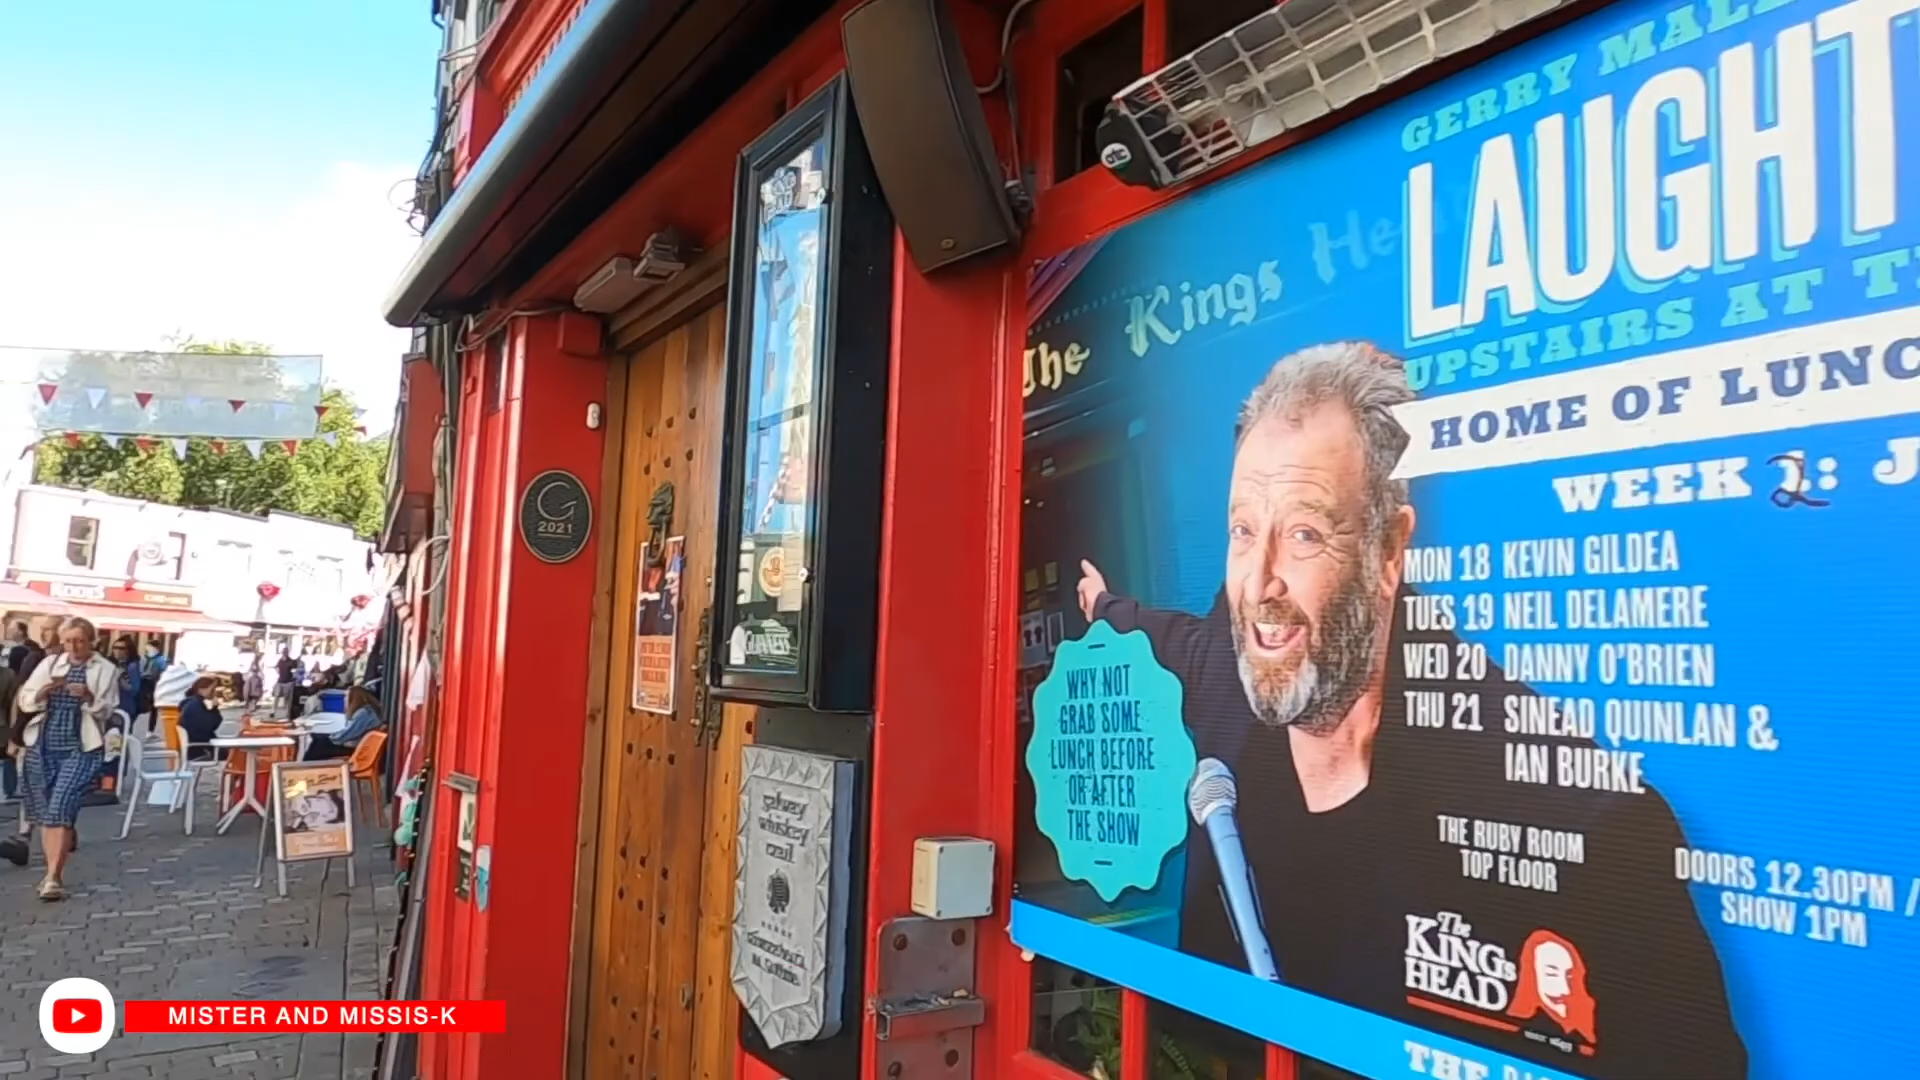 GERRY MALL
LAUGHT
UPSTAIRS AT T
HOME OF LUNC
WEEK 2: J
The Kings He
MON 18 KEVIN GILDEA
TUES 19 NEIL DELAMERE
WED 20 DANNY O'BRIEN
THU 21 SINEAD QUINLAN &
IAN BURKE
WHY NOT
GRAB SOME
LUNCH BEFORE
OR AFTER
THE SHOW
THE RUBY ROOM
TOP FLOOR
DOORS 12.30PM /
SHOW 1PM
The
KINGs
HEAD
THE
2021
GUINNESS
galway
whiskey
trail
MISTER AND MISSIS-K